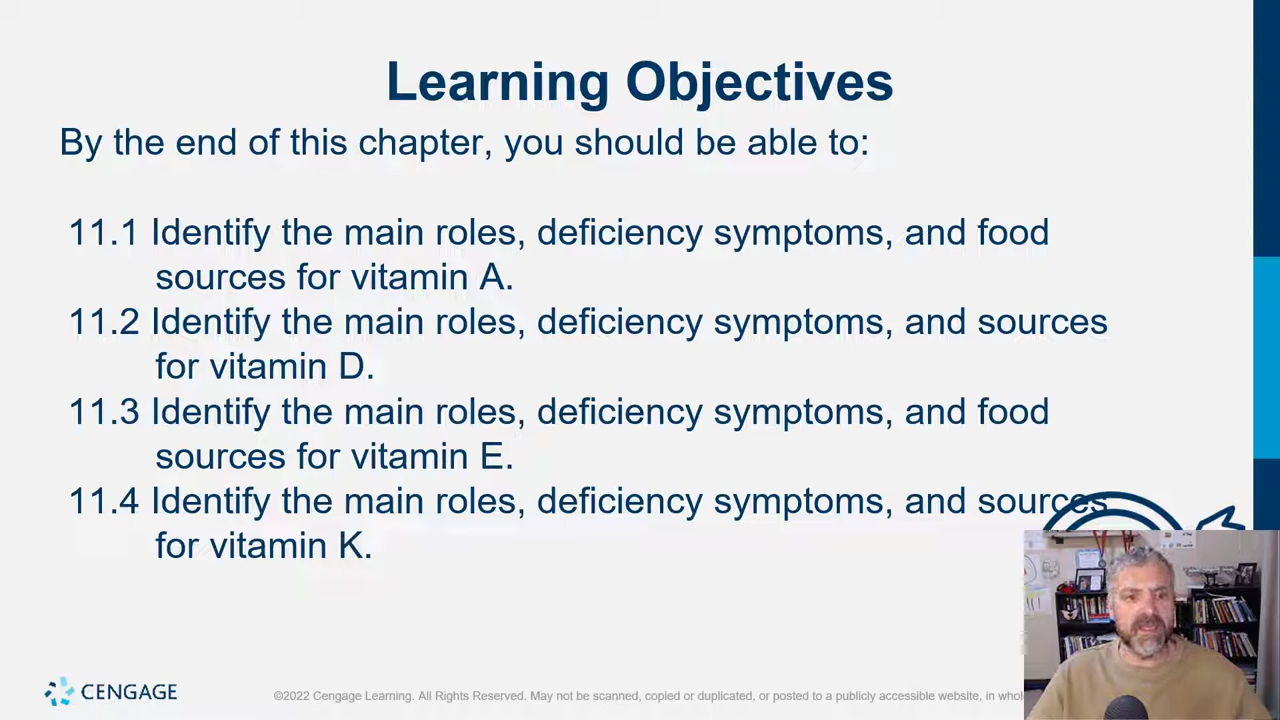 Learning Objectives
By the end of this chapter, you should be able to:
11.1 Identify the main roles, deficiency symptoms, and food
sources for vitamin A.
11.2 Identify the main roles, deficiency symptoms, and sources
for vitamin D.
11.3 Identify the main roles, deficiency symptoms, and food
sources for vitamin E.
11.4 Identify the main roles, deficiency symptoms, and sources
for vitamin K.
CENGAGE
©2022 Cengage Learning. All Rights Reserved. May not be scanned, copied or duplicated, or posted to a publicly accessible website, in whole